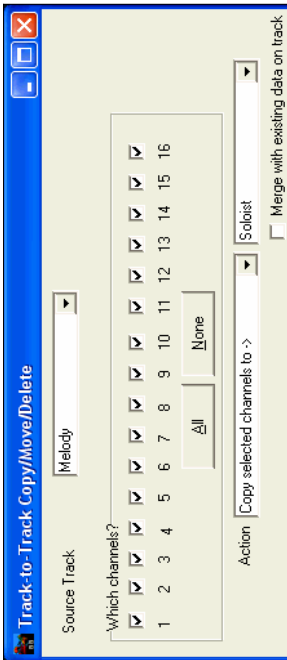 Track-to-Track Copy/Move/Delete
Source Track Melody
Which channels?
1 2 3 4 5 6 7 8 9 10 11 12 13 14 15 16
All None
Action Copy selected channels to -> Soloist
Merge with existing data on track